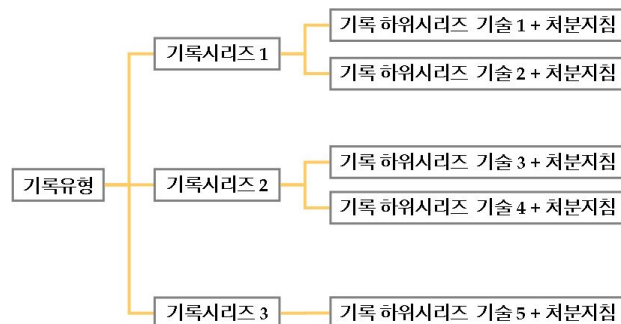 기록유형
기록시리즈 1
기록 하위시리즈 기술 1 + 처분지침
기록 하위시리즈 기술 2 + 처분지침
기록시리즈 2
기록 하위시리즈 기술 3 + 처분지침
기록 하위시리즈 기술 4 + 처분지침
기록시리즈 3
기록 하위시리즈 기술 5 + 처분지침